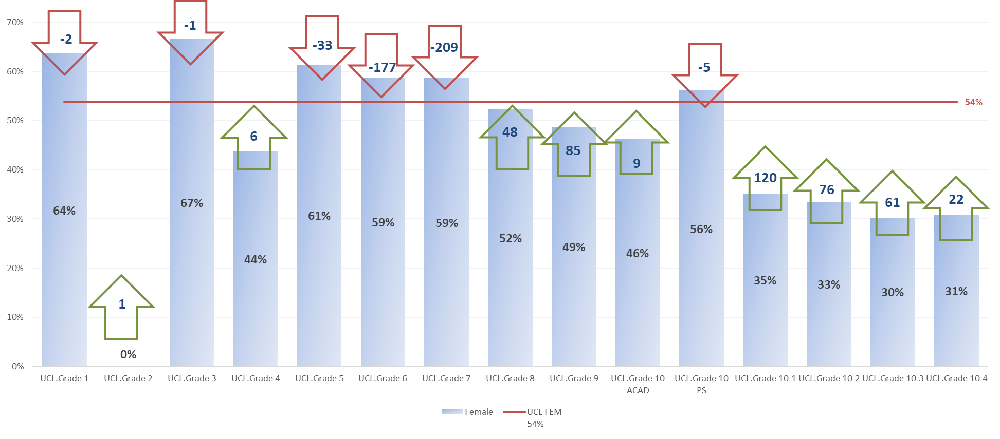 70%
60%
50%
40%
30%
20%
10%
0%
-2
-1
-33
-177
-209
-5
54%
6
48
85
9
120
76
61
22
1
64%
0%
67%
44%
61%
59%
59%
52%
49%
46%
56%
35%
33%
30%
31%
UCL.Grade 1
UCL.Grade 2
UCL.Grade 3
UCL.Grade 4
UCL.Grade 5
UCL.Grade 6
UCL.Grade 7
UCL.Grade 8
UCL.Grade 9
UCL.Grade 10
ACAD
UCL.Grade 10
PS
UCL.Grade 10-1
UCL.Grade 10-2
UCL.Grade 10-3
UCL.Grade 10-4
Female
UCL FEM
54%